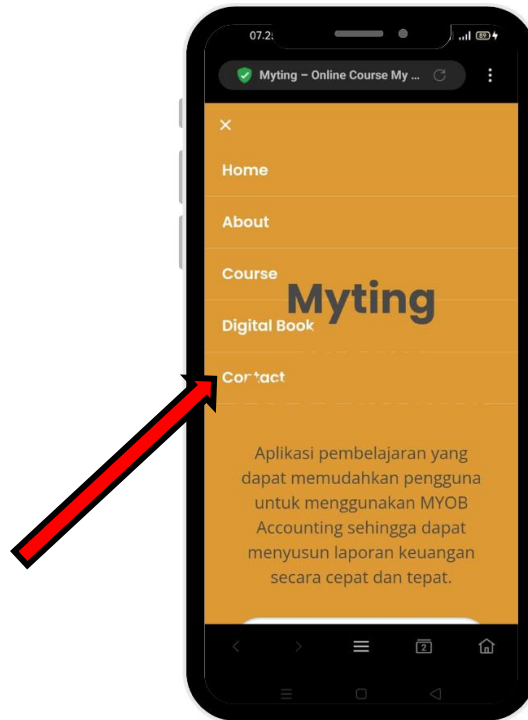 07.2
89
Myting – Online Course My ...
Home
About
Course
Myting
Digital Book
Contact
Aplikasi pembelajaran yang
dapat memudahkan pengguna
untuk menggunakan MYOB
Accounting sehingga dapat
menyusun laporan keuangan
secara cepat dan tepat.
2